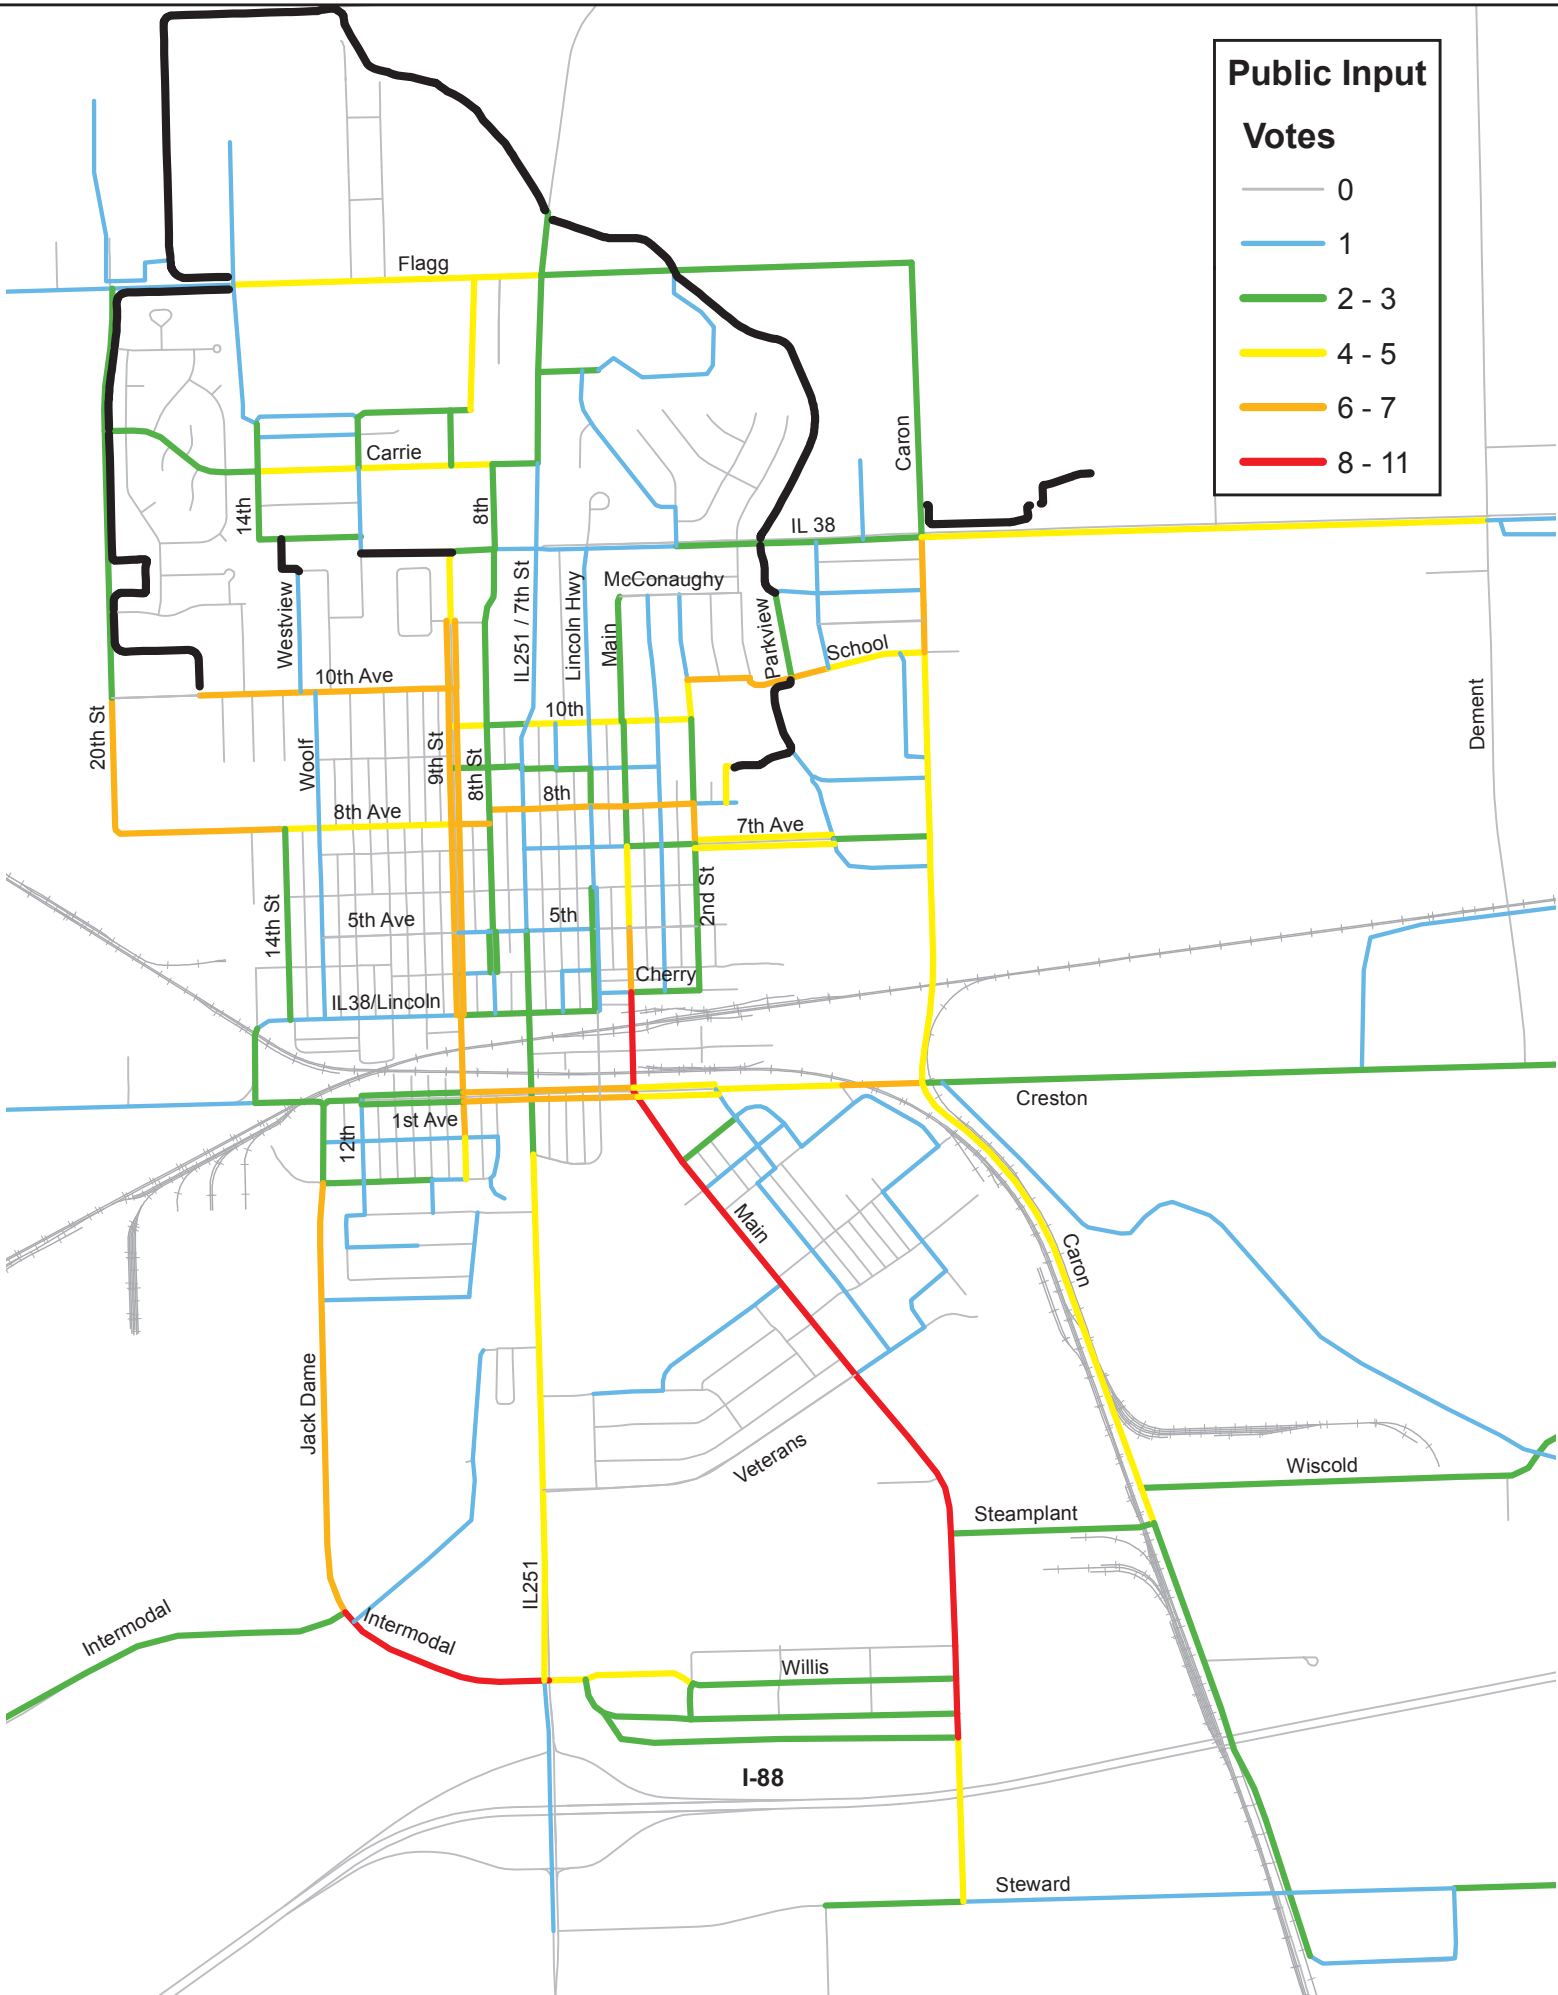 Public Input
Votes
0
1
2 - 3
4 - 5
6 - 7
8 - 11
Flagg
Carrie
Caron
14th
8th
IL 38
McConaughy
Westview
IL251 / 7th St
Lincoln Hwy
Main
Parkview
School
10th Ave
10th
20th St
Woolf
9th St
8th St
Dement
8th
8th Ave
7th Ave
14th St
5th Ave
5th
2nd St
Cherry
IL38/Lincoln
Creston
1st Ave
12th
Main
Caron
Jack Dame
Veterans
Wiscold
Steamplant
IL251
Intermodal
Intermodal
Willis
I-88
Steward